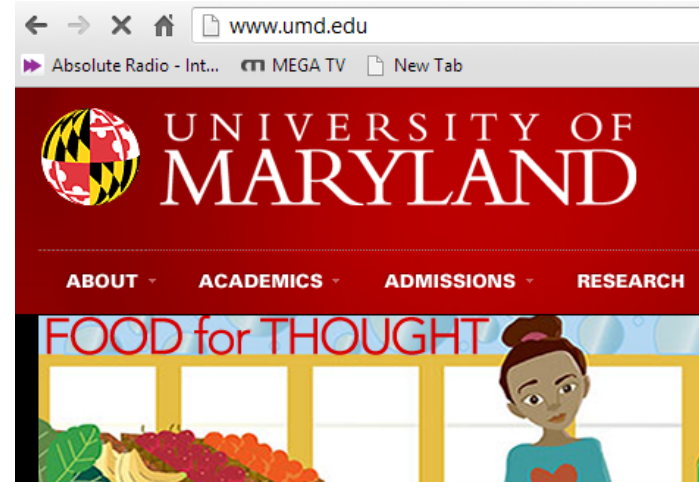 www.umd.edu
Absolute Radio - Int... MEGA TV New Tab
UNIVERSITY OF
MARYLAND
ABOUT ACADEMICS ADMISSIONS RESEARCH
FOOD for THOUGHT